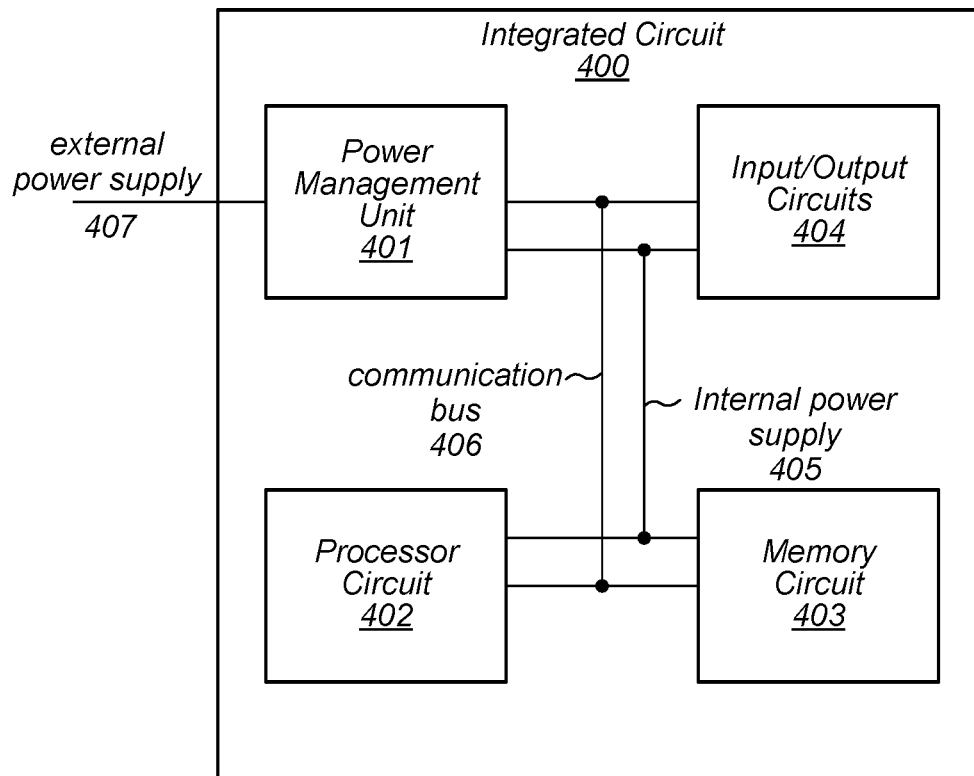 Integrated Circuit
400
external
power supply
407
Power
Management
Unit
401
Input/Output
Circuits
404
communication
bus
406
Internal power
supply
405
Processor
Circuit
402
Memory
Circuit
403